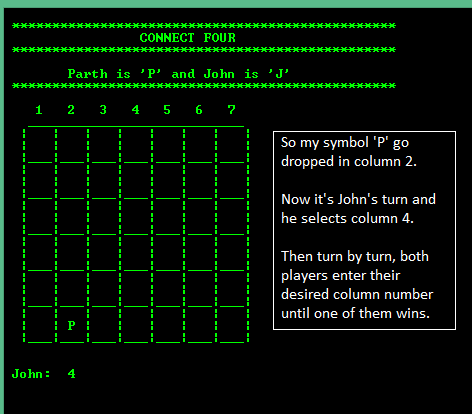 ************************************************
CONNECT FOUR
************************************************
Parth is 'P' and John is 'J'
************************************************
1 2 3 4 5 6 7
P
John: 4
So my symbol 'P' go
dropped in column 2.
Now it's John's turn and
he selects column 4.
Then turn by turn, both
players enter their
desired column number
until one of them wins.